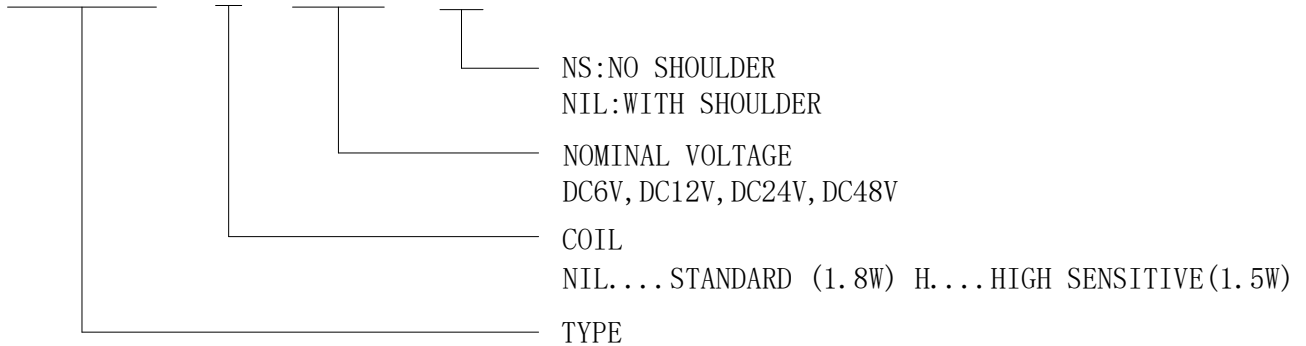 NS:NO SHOULDER
NIL:WITH SHOULDER
NOMINAL VOLTAGE
DC6V,DC12V,DC24V,DC48V
COIL
NIL....STANDARD (1.8W) H....HIGH SENSITIVE(1.5W)
TYPE